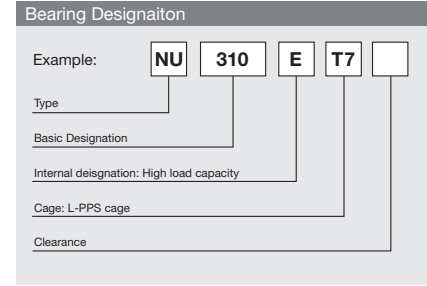 Bearing Designaiton
Example: NU 310 E T7
Type
Basic Designation
Internal deisgnation: High load capacity
Cage: L-PPS cage
Clearance